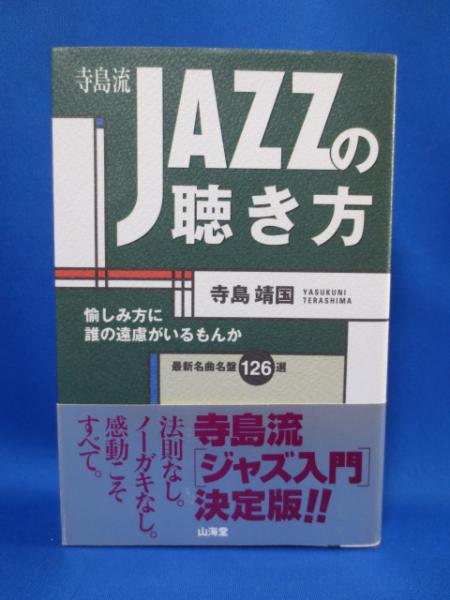 寺島流
JAZZの
聴き方
寺島 靖国
YASUKUNI
TERASHIMA
愉しみ方に
誰の遠慮がいるもんか
最新名曲名盤126選
寺島流
[ジャズ入門]
決定版!!
法則なし。
ノーガキなし。
感動こそ
すべて。
山海堂